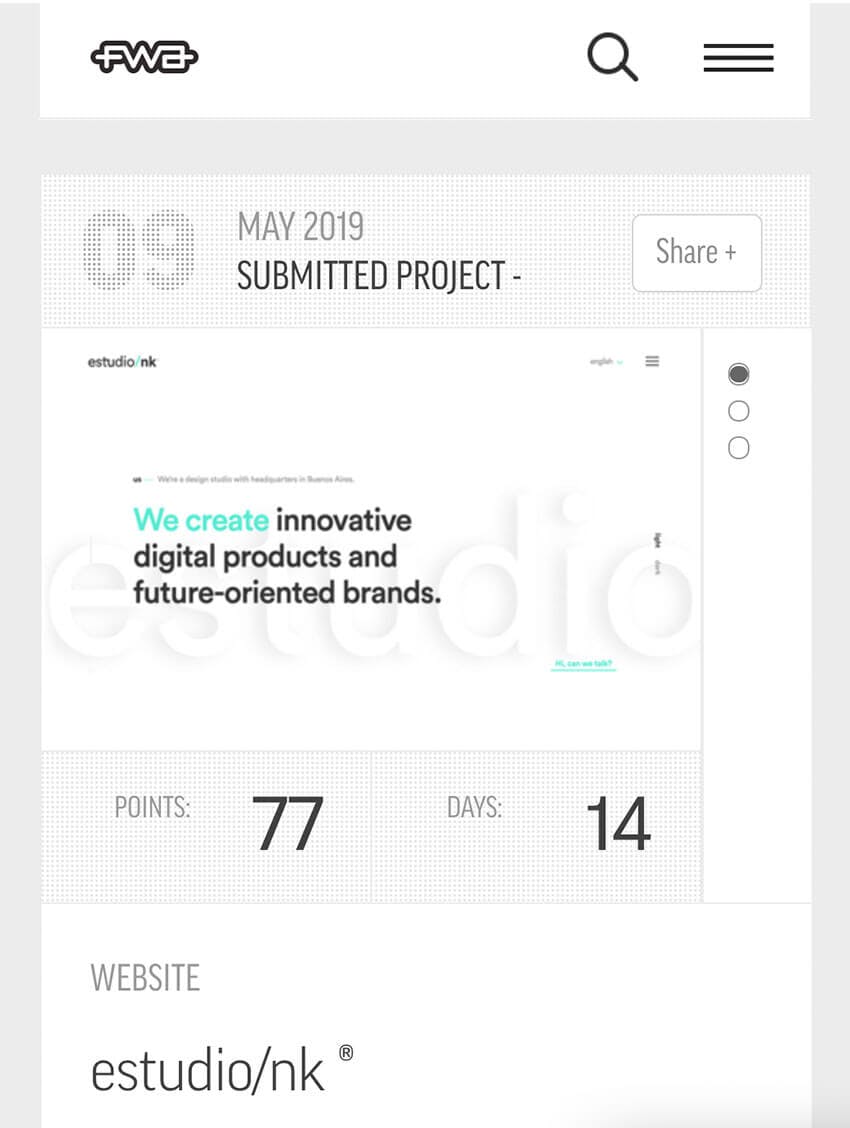 fwa
09
MAY 2019
SUBMITTED PROJECT -
Share +
estudio/nk
english
us — We're a design studio with headquarters in Buenos Aires.
We create innovative
digital products and
future-oriented brands.
estudio
light
dark
Hi, can we talk?
POINTS: 77
DAYS: 14
WEBSITE
estudio/nk ®